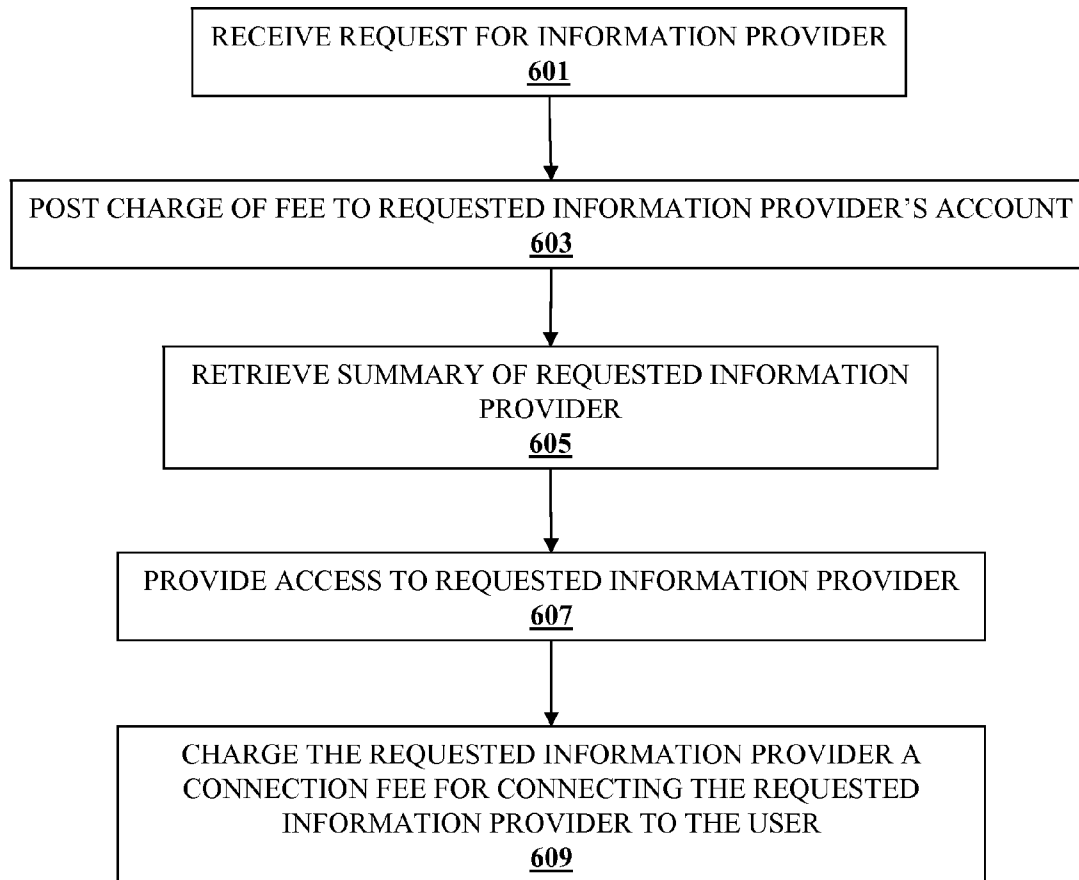 RECEIVE REQUEST FOR INFORMATION PROVIDER
601
POST CHARGE OF FEE TO REQUESTED INFORMATION PROVIDER'S ACCOUNT
603
RETRIEVE SUMMARY OF REQUESTED INFORMATION
PROVIDER
605
PROVIDE ACCESS TO REQUESTED INFORMATION PROVIDER
607
CHARGE THE REQUESTED INFORMATION PROVIDER A
CONNECTION FEE FOR CONNECTING THE REQUESTED
INFORMATION PROVIDER TO THE USER
609